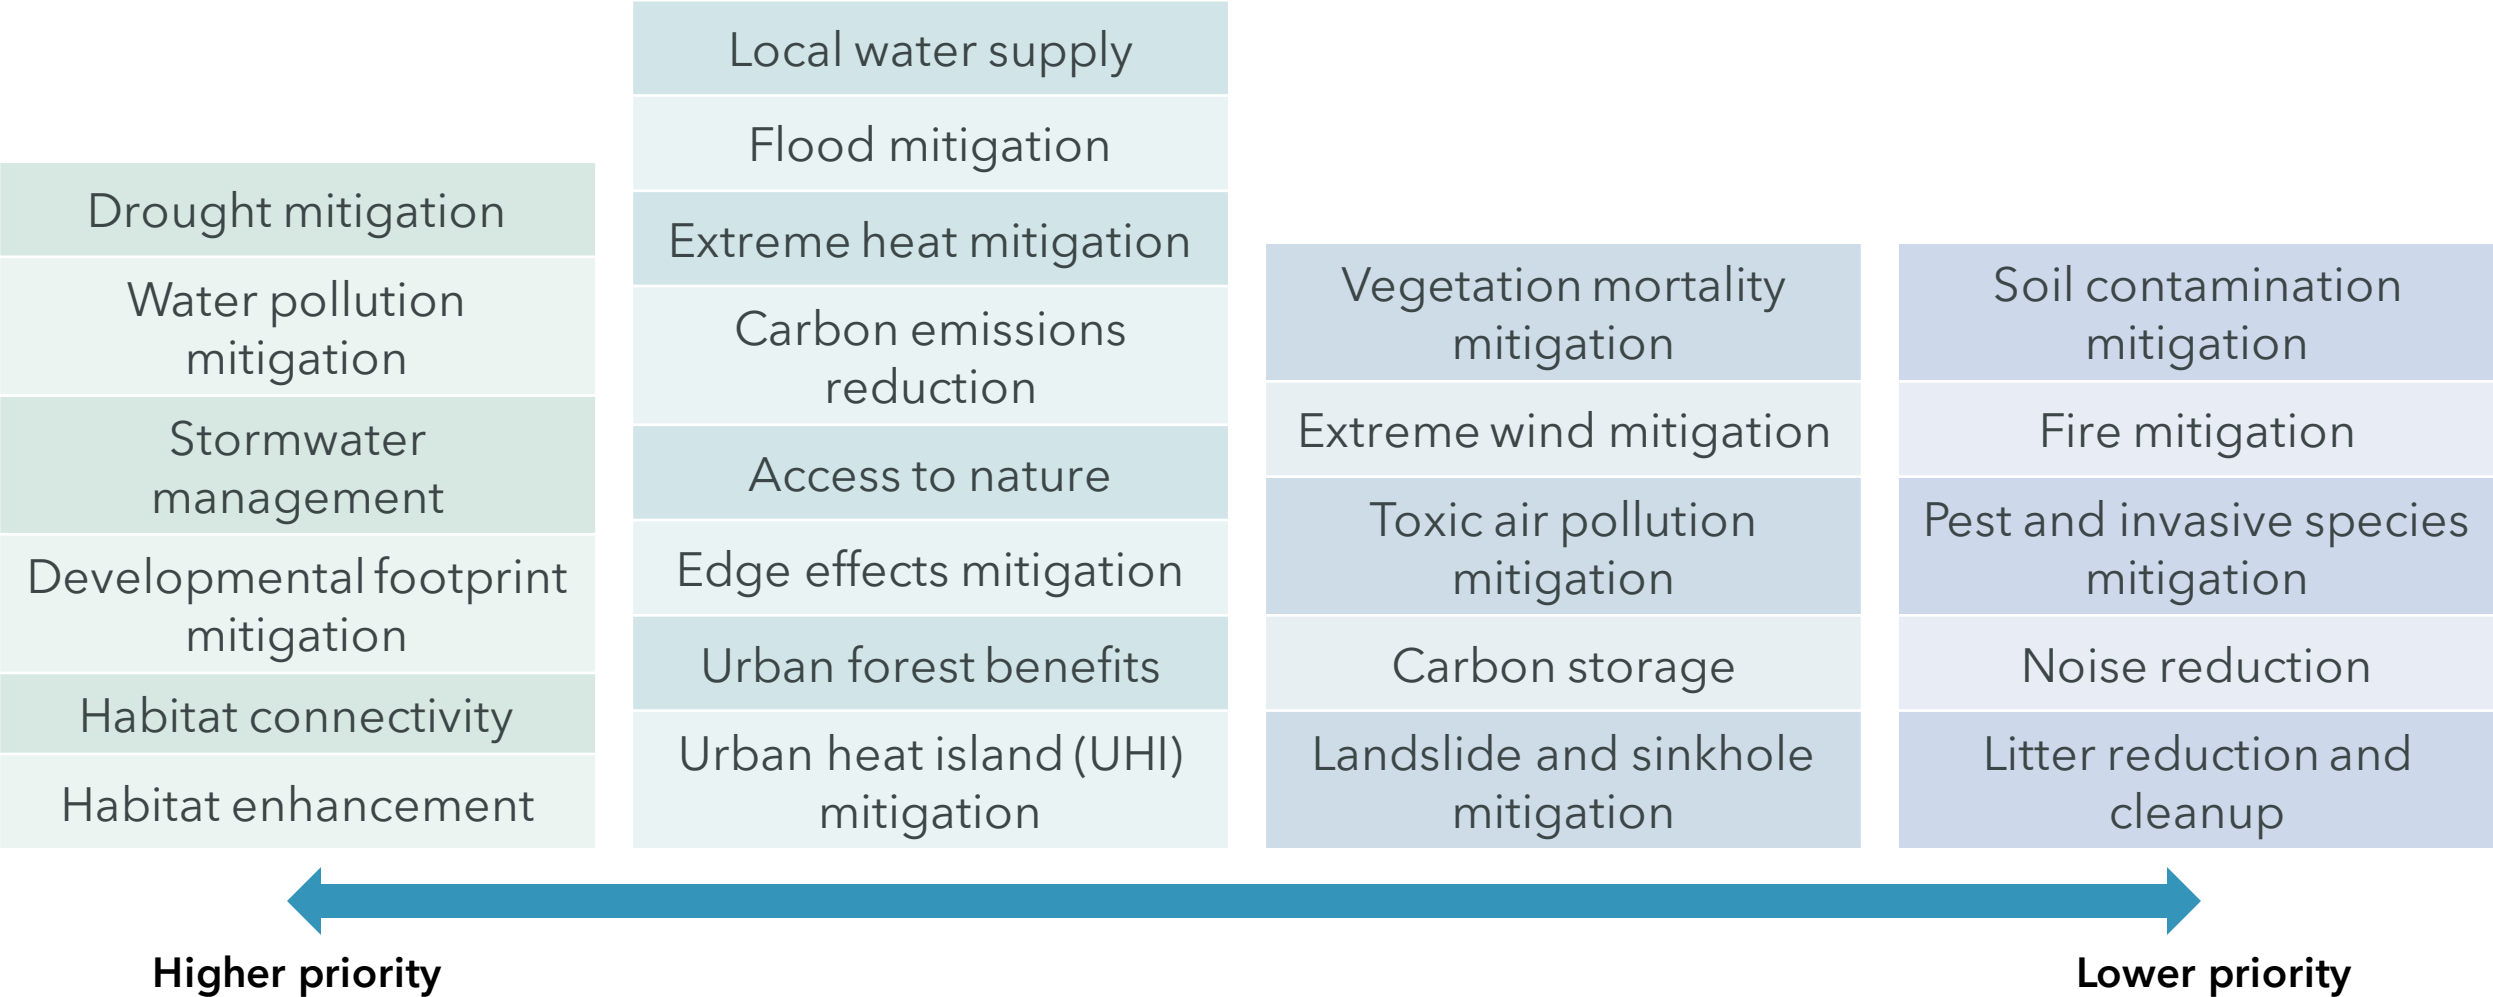 Drought mitigation
Water pollution
mitigation
Stormwater
management
Developmental footprint
mitigation
Habitat connectivity
Habitat enhancement
Local water supply
Flood mitigation
Extreme heat mitigation
Carbon emissions
reduction
Access to nature
Edge effects mitigation
Urban forest benefits
Urban heat island (UHI)
mitigation
Vegetation mortality
mitigation
Extreme wind mitigation
Toxic air pollution
mitigation
Carbon storage
Landslide and sinkhole
mitigation
Soil contamination
mitigation
Fire mitigation
Pest and invasive species
mitigation
Noise reduction
Litter reduction and
cleanup
Higher priority
Lower priority